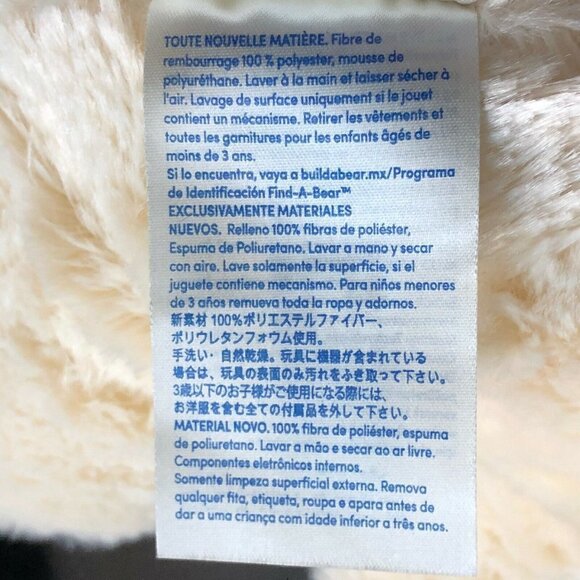 TOUTE NOUVELLE MATIÈRE. Fibre de
rembourrage 100 % polyester, mousse de
polyuréthane. Laver à la main et laisser sécher à
l'air. Lavage de surface uniquement si le jouet
contient un mécanisme. Retirer les vêtements et
toutes les garnitures pour les enfants âgés de
moins de 3 ans.
Si lo encuentra, vaya a buildabear.mx/Programa
de Identificación Find-A-Bear™
EXCLUSIVAMENTE MATERIALES
NUEVOS. Relleno 100% fibras de poliéster,
Espuma de Poliuretano. Lavar a mano y secar
con aire. Lave solamente la superficie, si el
juguete contiene mecanismo. Para niños menores
de 3 años remueva toda la ropa y adornos.
新素材 100%ポリエステルファイバー、
ポリウレタンフォウム使用。
手洗い・自然乾燥。玩具に機器が含まれている
場合は、玩具の表面のみ汚れをふき取って下さい。
3歳以下のお子様がご使用になる際には、
お洋服を含む全ての付属品を外して下さい。
MATERIAL NOVO. 100% fibra de poliéster, espuma
de poliuretano. Lavar a mão e secar ao ar livre.
Componentes eletrônicos internos.
Somente limpeza superficial externa. Remova
qualquer fita, etiqueta, roupa e apara antes de
dar a uma criança com idade inferior a três anos.